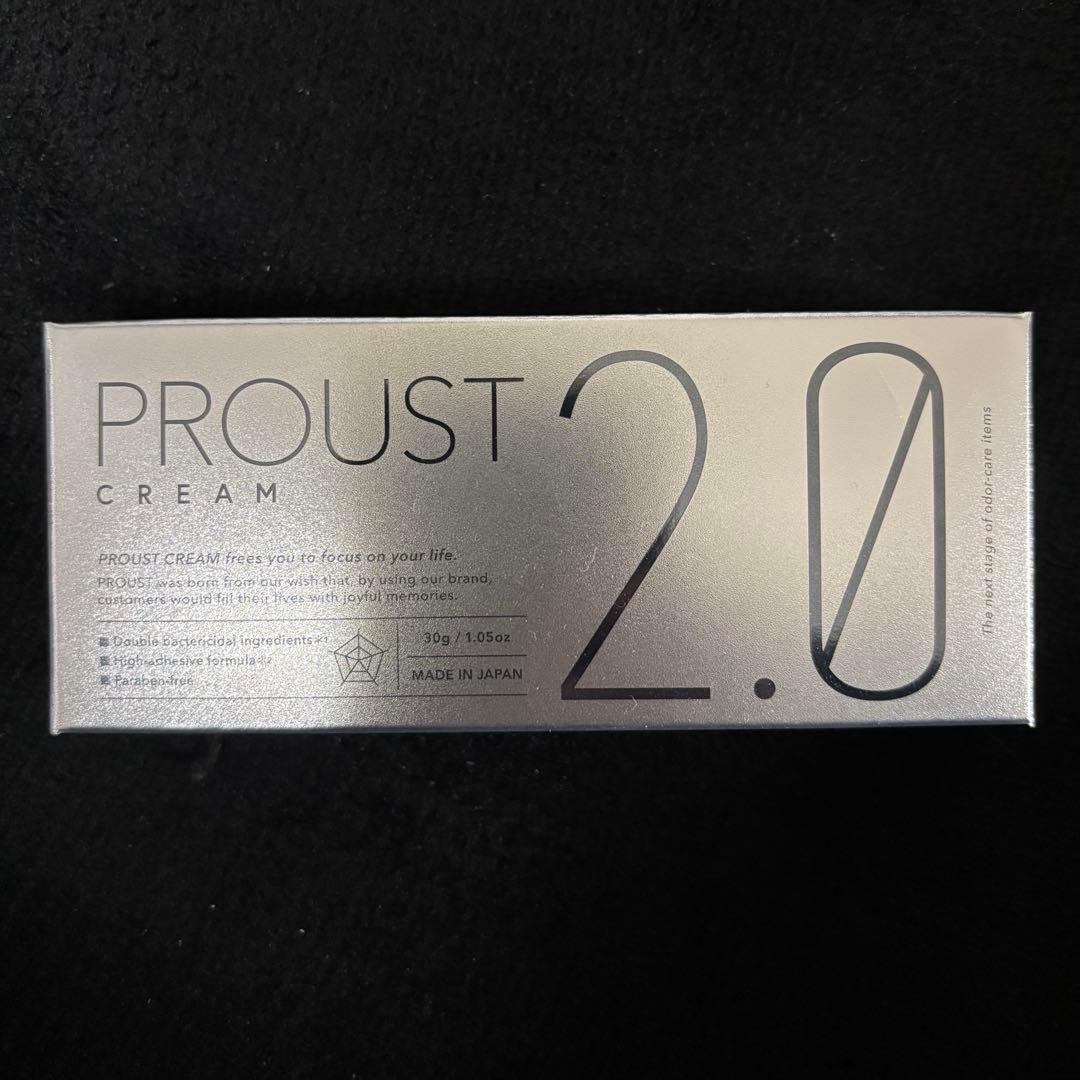 PROUST
CREAM
2.0
PROUST CREAM frees you to focus on your life.
PROUST was born from our wish that, by using our brand,
customers would fill their lives with joyful memories.
Double bactericidal ingredients※1
High-adhesive formula※2
Paraben-free
30g / 1.05oz
MADE IN JAPAN
The next stage of odor-care items